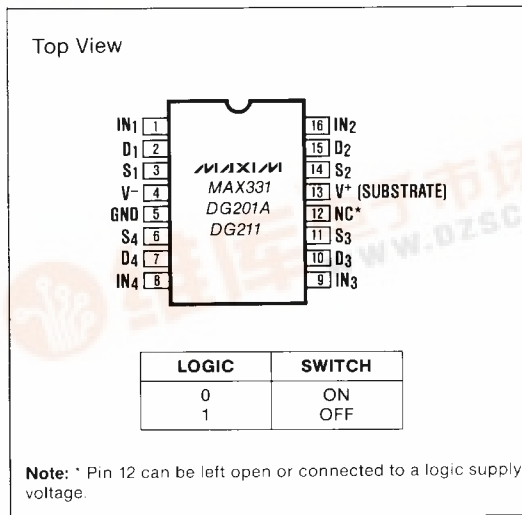 Top View
IN1 1
D1 2
S1 3
V- 4
GND 5
S4 6
D4 7
IN4 8
MAXIM
MAX331
DG201A
DG211
16 IN2
15 D2
14 S2
13 V+ (SUBSTRATE)
12 NC*
11 S3
10 D3
9 IN3
LOGIC SWITCH
0 ON
1 OFF
Note: * Pin 12 can be left open or connected to a logic supply
voltage.